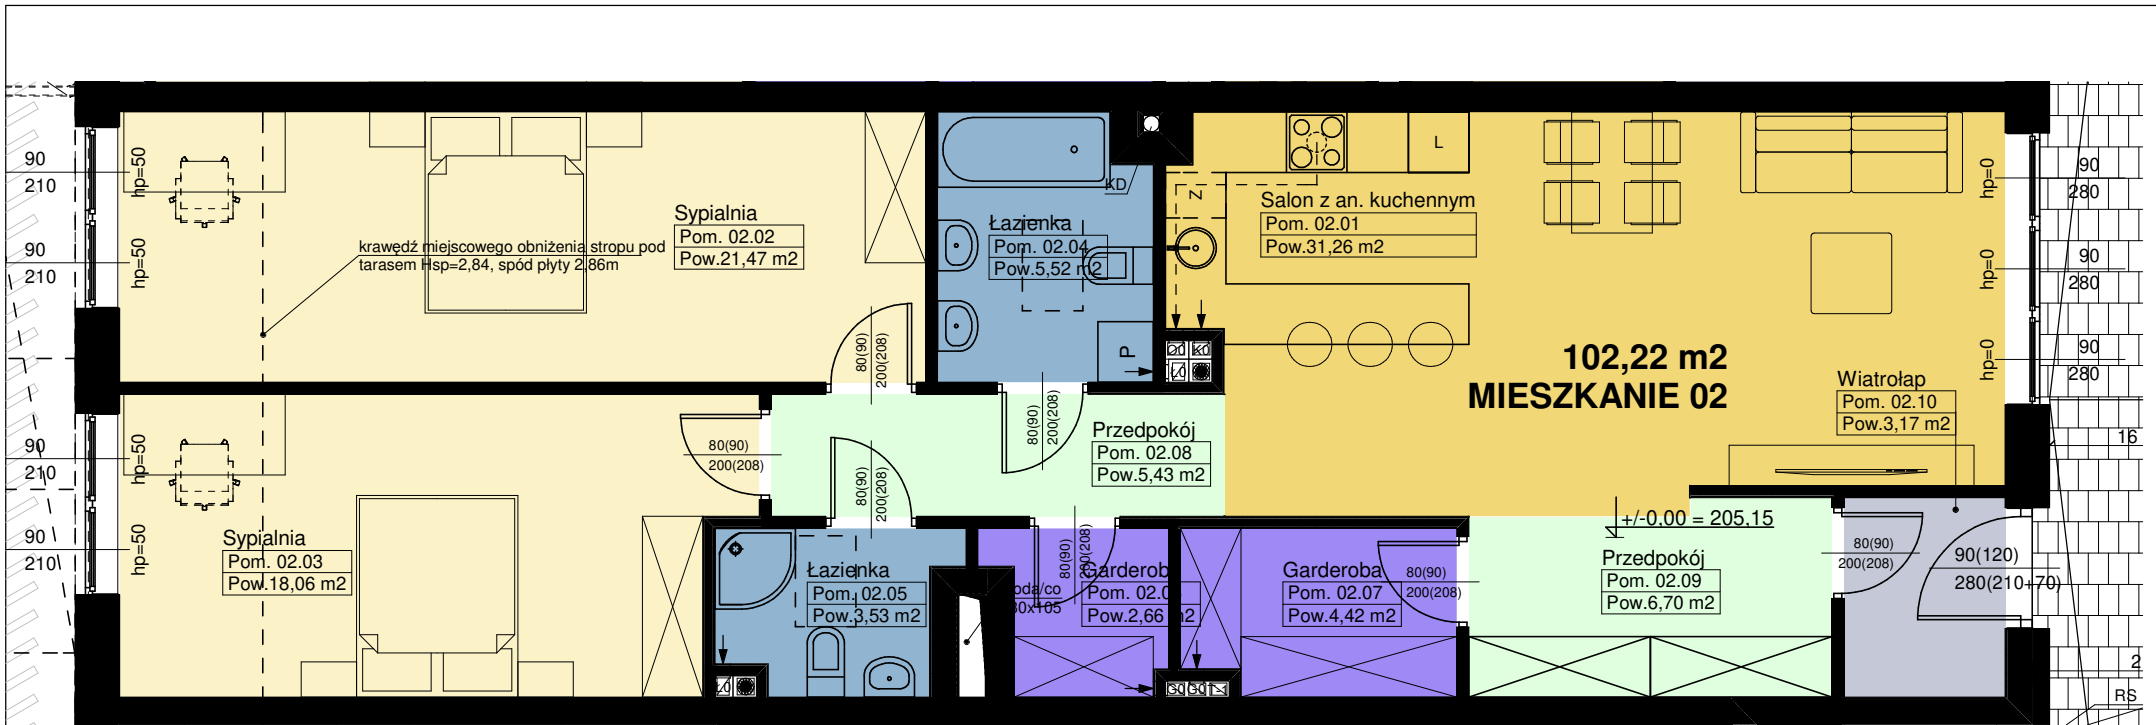 90
210
hp=50
90
210
hp=50
krawędź miejscowego obniżenia stropu pod
tarasem Hsp=2,84, spód płyty 2,86m
Sypialnia
Pom. 02.02
Pow.21,47 m2
80(90)
200(208)
Łazienka
Pom. 02.04
Pow.5,52 m2
KD
P
Z
L
Salon z an. kuchennym
Pom. 02.01
Pow.31,26 m2
102,22 m2
MIESZKANIE 02
hp=0
90
280
hp=0
90
280
hp=0
90
280
Wiatrołap
Pom. 02.10
Pow.3,17 m2
16
90
210
hp=50
90
210
hp=50
Sypialnia
Pom. 02.03
Pow.18,06 m2
80(90)
200(208)
80(90)
200(208)
80(90)
200(208)
Przedpokój
Pom. 02.08
Pow.5,43 m2
Łazienka
Pom. 02.05
Pow.3,53 m2
80(90)
200(208)
Pow.2,66 m2
Garderoba
Pom. 02.07
Pow.4,42 m2
80(90)
200(208)
+/-0,00 = 205,15
Przedpokój
Pom. 02.09
Pow.6,70 m2
80(90)
200(208)
90(120)
280(210+70)
2
RS